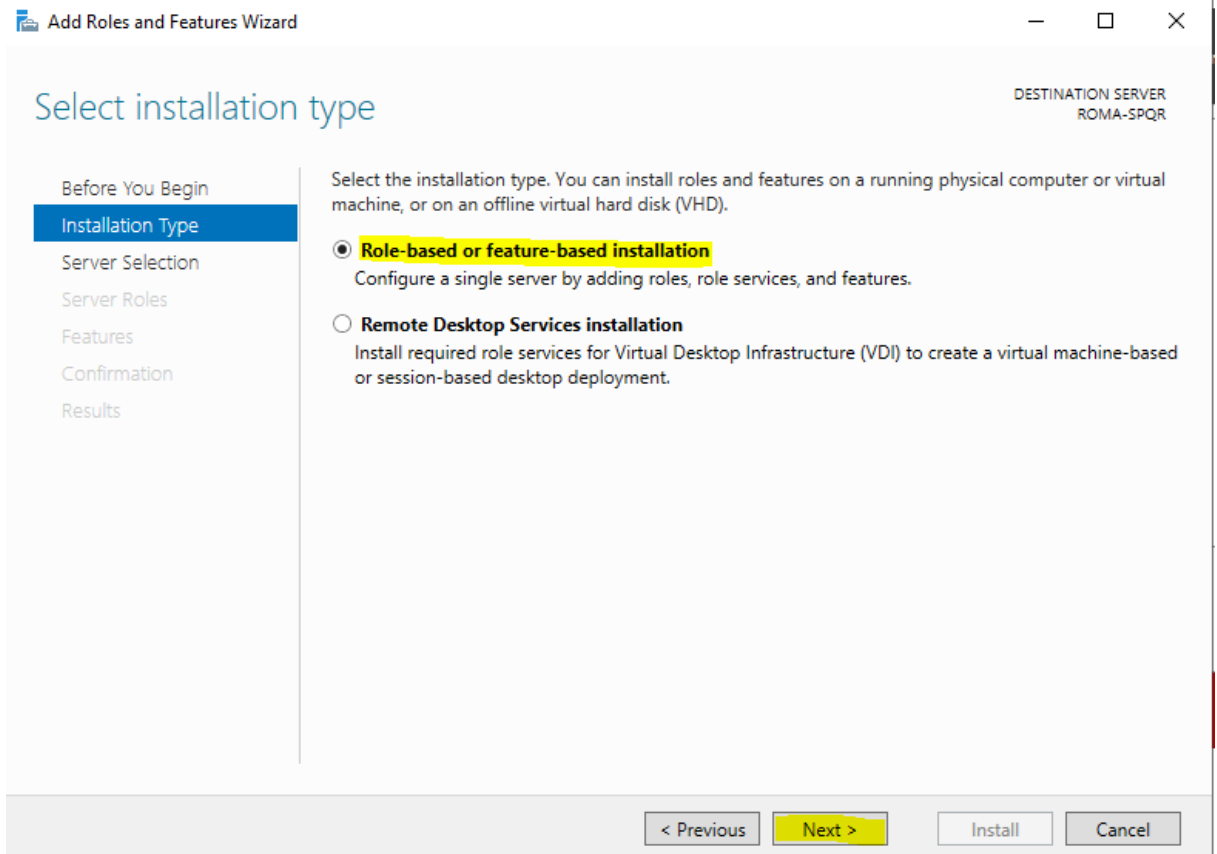 Add Roles and Features Wizard
Select installation type
DESTINATION SERVER
ROMA-SPQR
Before You Begin
Installation Type
Server Selection
Server Roles
Features
Confirmation
Results
Select the installation type. You can install roles and features on a running physical computer or virtual
machine, or on an offline virtual hard disk (VHD).
Role-based or feature-based installation
Configure a single server by adding roles, role services, and features.
Remote Desktop Services installation
Install required role services for Virtual Desktop Infrastructure (VDI) to create a virtual machine-based
or session-based desktop deployment.
< Previous
Next >
Install
Cancel